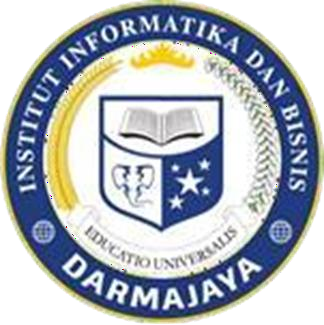 INSTITUT INFORMATIKA DAN BISNIS
EDUCATIO UNIVERSALIS
DARMAJAYA